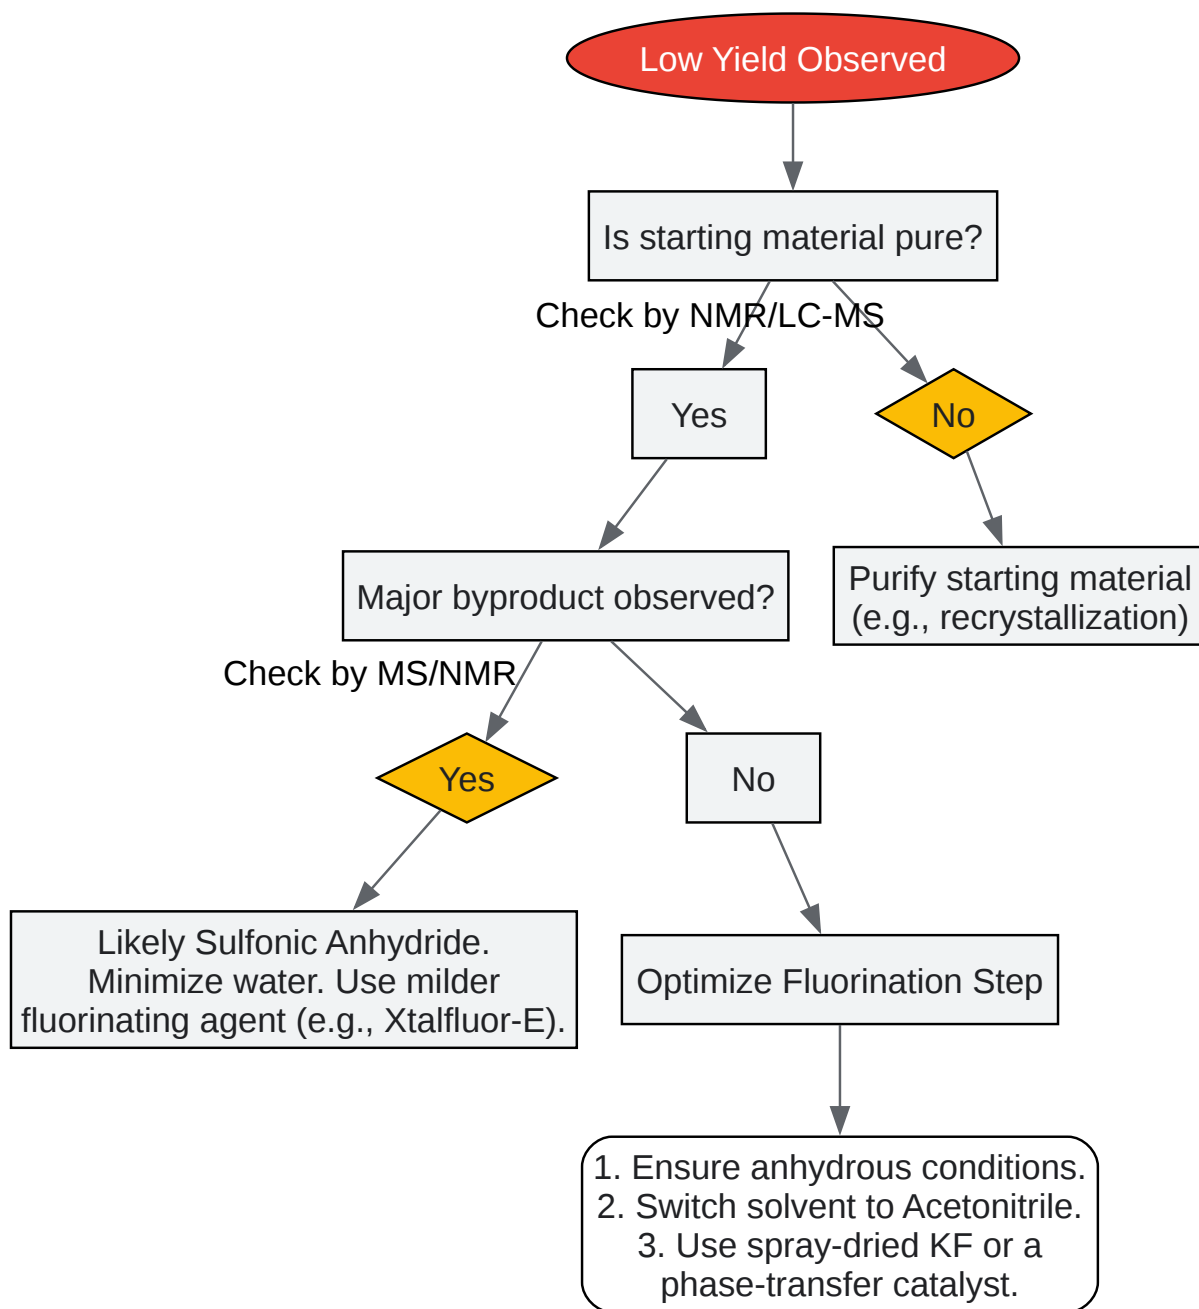 Low Yield Observed
Is starting material pure?
Check by NMR/LC-MS
Yes
No
Major byproduct observed?
Purify starting material
(e.g., recrystallization)
Check by MS/NMR
Yes
No
Likely Sulfonic Anhydride.
Minimize water. Use milder
fluorinating agent (e.g., Xtalfluor-E).
Optimize Fluorination Step
1. Ensure anhydrous conditions.
2. Switch solvent to Acetonitrile.
3. Use spray-dried KF or a
phase-transfer catalyst.